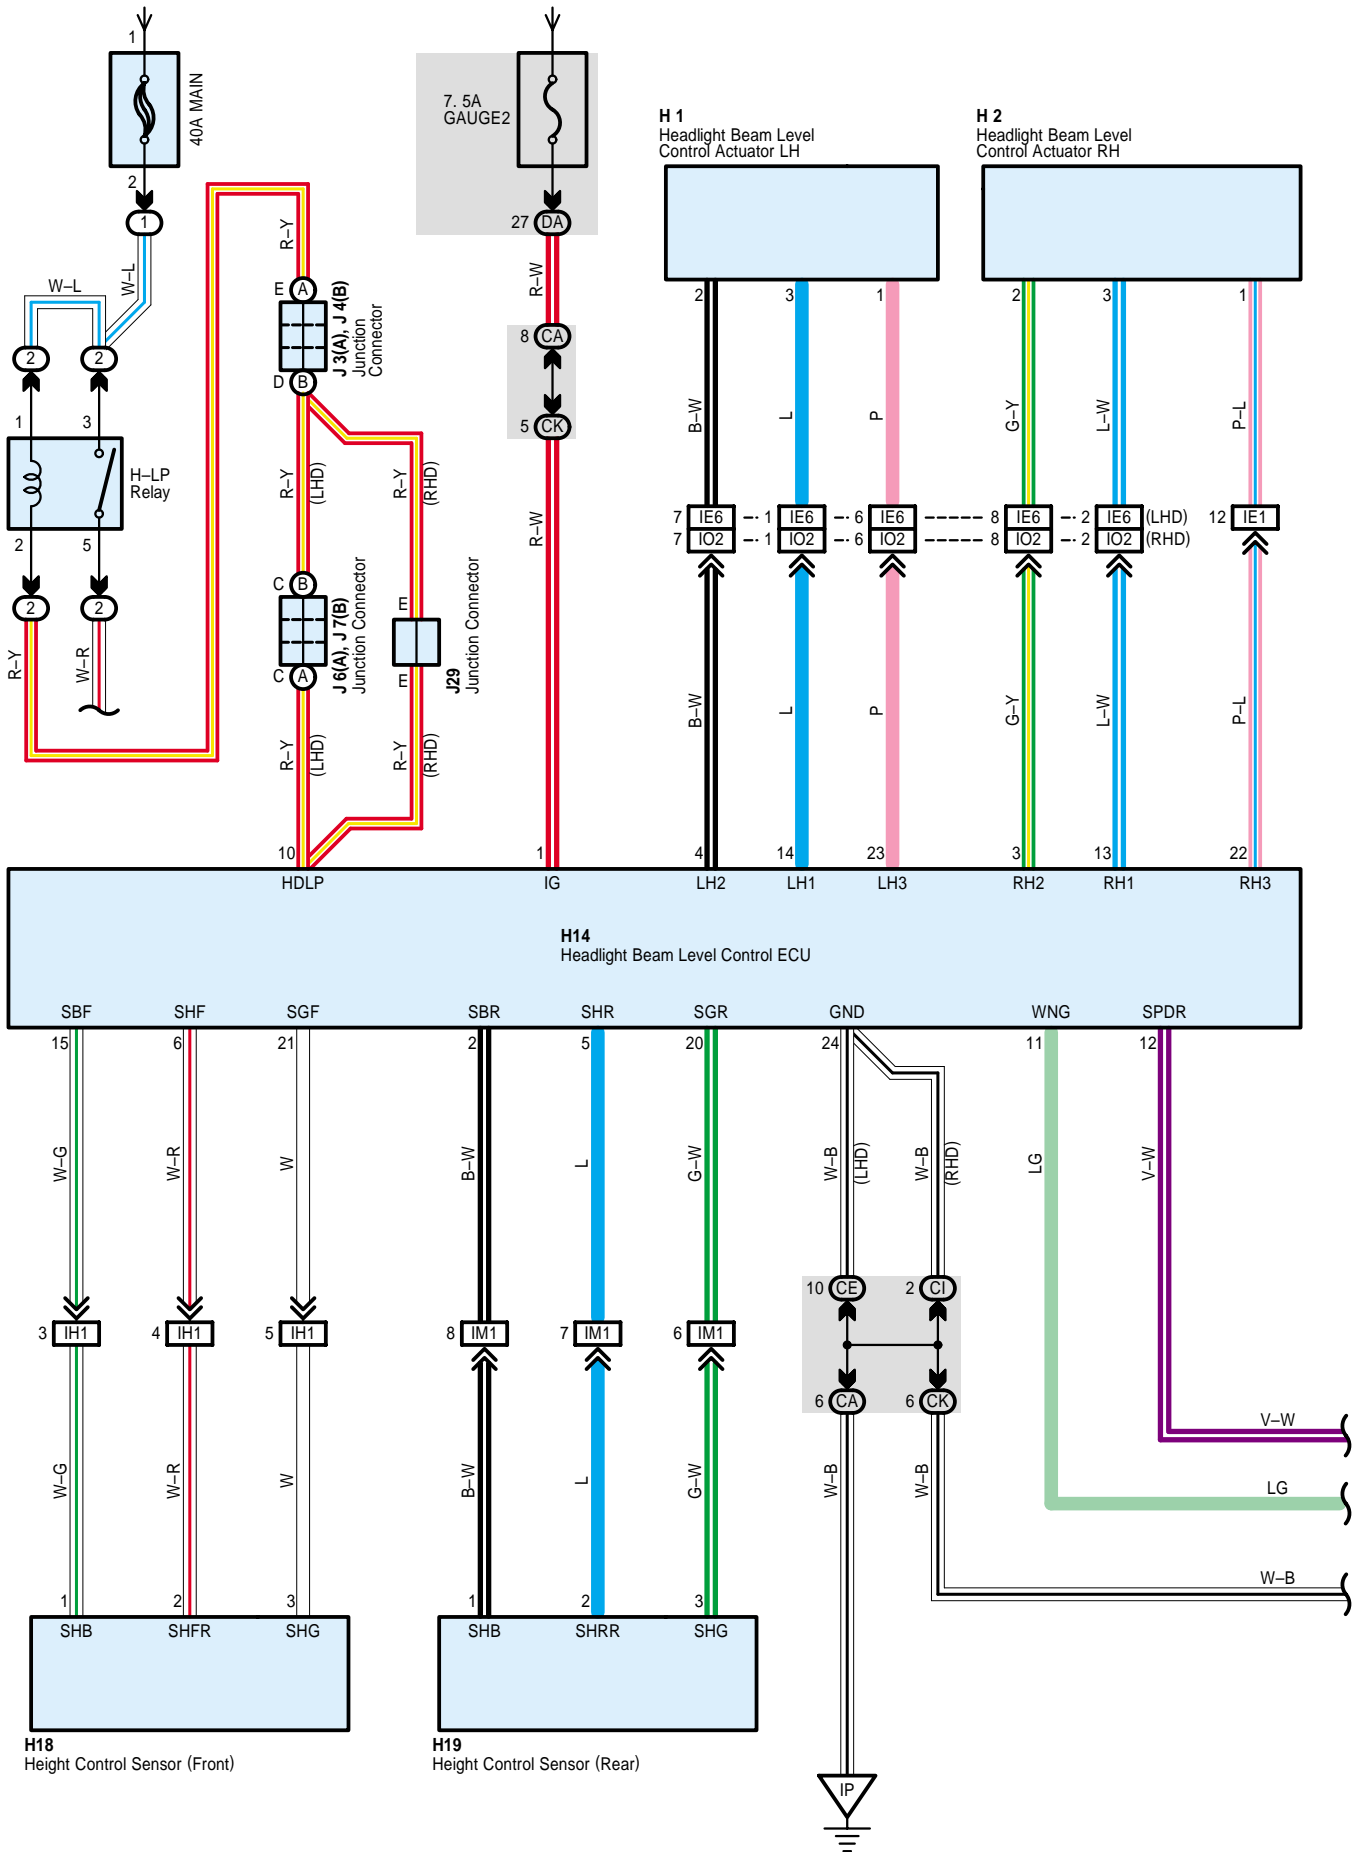 1
40A MAIN
2
1
W–L
W–L
2
2
1
3
H–LP
Relay
2
5
2
2
R–Y
W–R
R–Y
E
A
J 3(A), J 4(B)
Junction
Connector
D
B
R–Y
(LHD)
R–Y
(RHD)
C
B
J 6(A), J 7(B)
Junction Connector
C
A
E
E
J29
Junction Connector
R–Y
(LHD)
R–Y
(RHD)
7. 5A
GAUGE2
27
DA
R–W
8
CA
5
CK
R–W
H 1
Headlight Beam Level
Control Actuator LH
H 2
Headlight Beam Level
Control Actuator RH
2
3
1
2
3
1
B–W
L
P
G–Y
L–W
P–L
7
IE6
1
IE6
6
IE6
8
IE6
2
IE6
(LHD)
12
IE1
7
IO2
1
IO2
6
IO2
8
IO2
2
IO2
(RHD)
B–W
L
P
G–Y
L–W
P–L
10
1
4
14
23
3
13
22
HDLP
IG
LH2
LH1
LH3
RH2
RH1
RH3
H14
Headlight Beam Level Control ECU
SBF
SHF
SGF
SBR
SHR
SGR
GND
WNG
SPDR
15
6
21
2
5
20
24
11
12
W–G
W–R
W
B–W
L
G–W
W–B
(LHD)
W–B
(RHD)
LG
V–W
10
CE
2
CI
3
IH1
4
IH1
5
IH1
8
IM1
7
IM1
6
IM1
6
CA
6
CK
W–G
W–R
W
B–W
L
G–W
W–B
W–B
V–W
LG
W–B
1
2
3
1
2
3
SHB
SHFR
SHG
SHB
SHRR
SHG
H18
Height Control Sensor (Front)
H19
Height Control Sensor (Rear)
IP